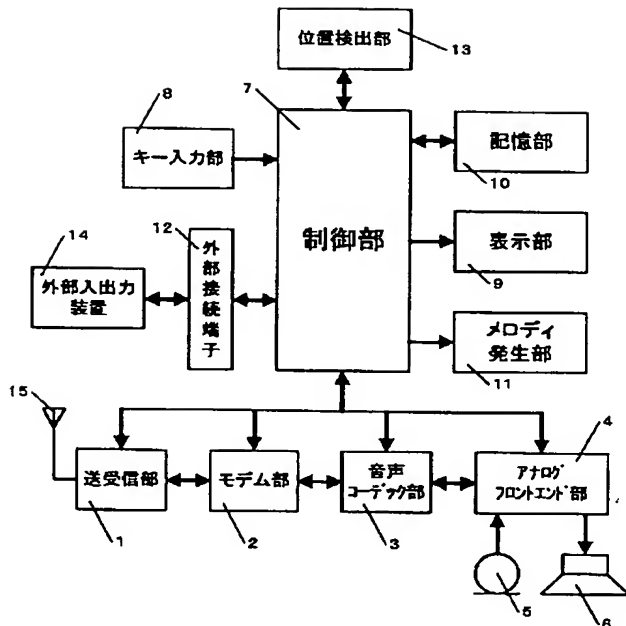 位置検出部
13
8
7
キー入力部
記憶部
10
14
12
外部接続端子
制御部
表示部
9
外部入出力
装置
メロディ
発生部
11
15
4
送受信部
モデム部
音声
コーデック部
アナログ
フロントエンド部
1
2
3
5
6